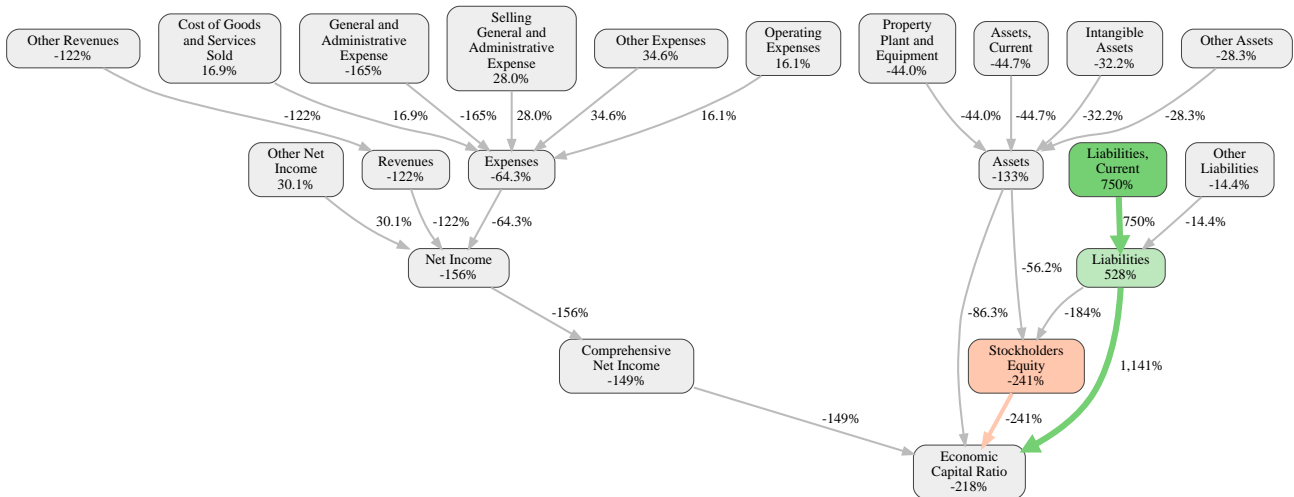 Other Revenues
-122%
Cost of Goods
and Services
Sold
16.9%
General and
Administrative
Expense
-165%
Selling
General and
Administrative
Expense
28.0%
Other Expenses
34.6%
Operating
Expenses
16.1%
Property
Plant and
Equipment
-44.0%
Assets,
Current
-44.7%
Intangible
Assets
-32.2%
Other Assets
-28.3%
-122%
16.9%
-165%
28.0%
34.6%
16.1%
-44.0%
-44.7%
-32.2%
-28.3%
Other Net
Income
30.1%
Revenues
-122%
Expenses
-64.3%
Assets
-133%
Liabilities,
Current
750%
Other
Liabilities
-14.4%
30.1%
-122%
-64.3%
750%
-14.4%
Net Income
-156%
-56.2%
Liabilities
528%
-156%
-86.3%
-184%
Comprehensive
Net Income
-149%
Stockholders
Equity
-241%
1,141%
-149%
-241%
Economic
Capital Ratio
-218%